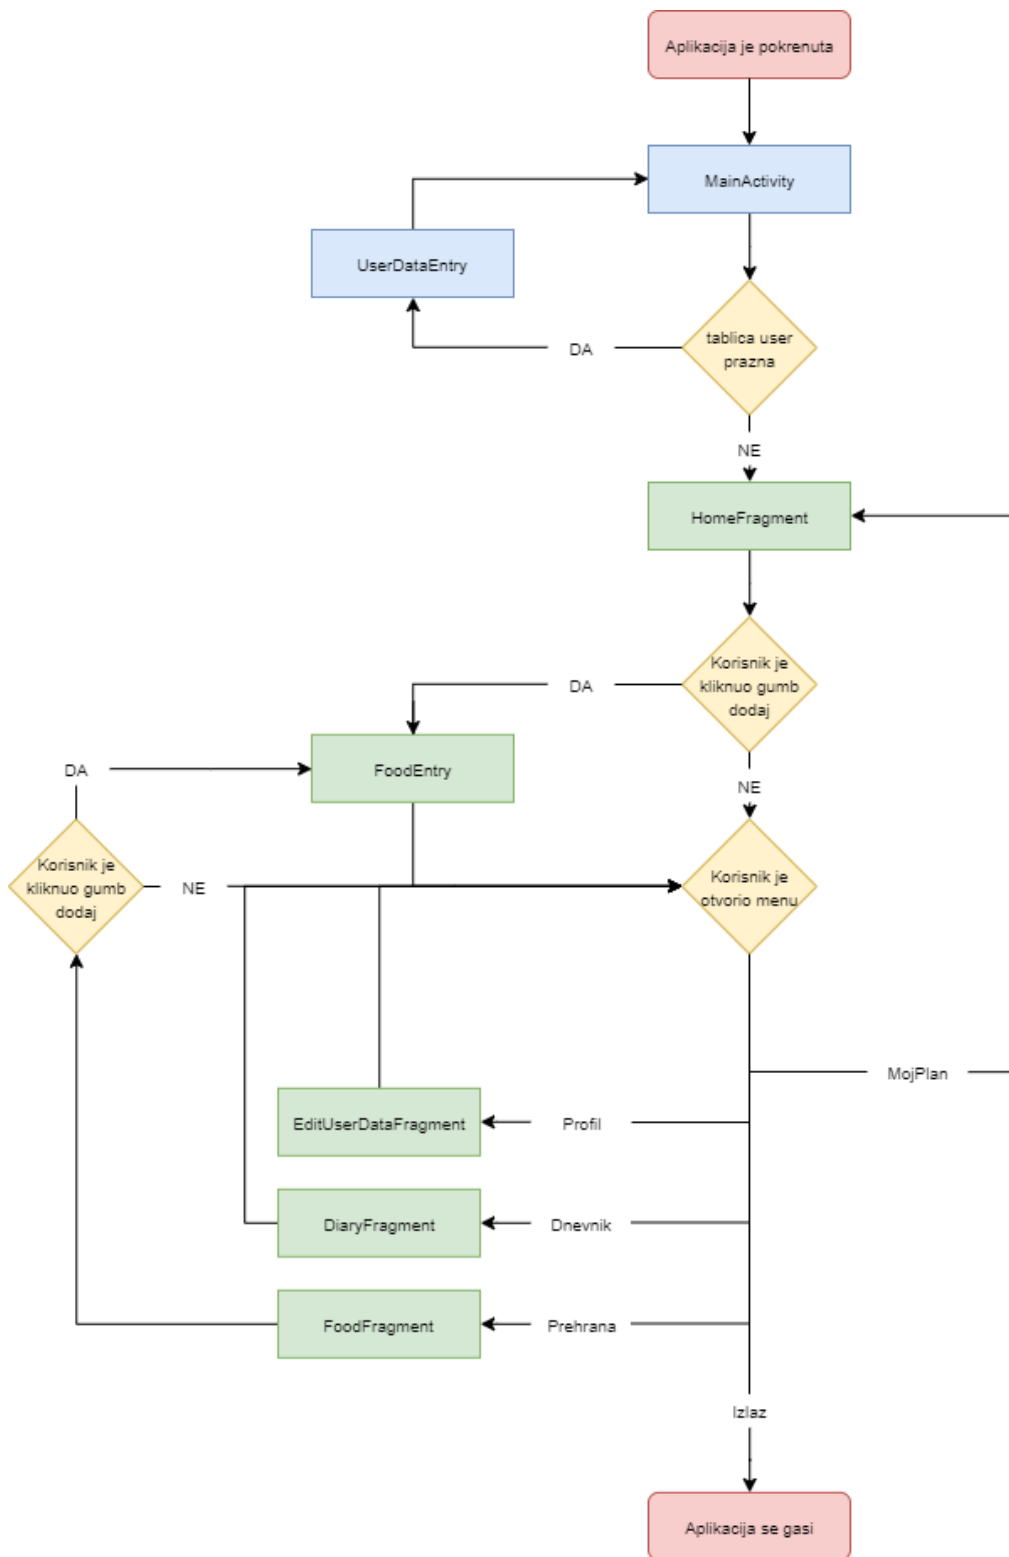 Aplikacija je pokrenuta
MainActivity
UserDataEntry
tablica user
prazna
DA
NE
HomeFragment
Korisnik je
kliknuo gumb
dodaj
DA
FoodEntry
DA
NE
Korisnik je
kliknuo gumb
dodaj
NE
Korisnik je
otvorio menu
MojPlan
EditUserDataFragment
Profil
DiaryFragment
Dnevnik
FoodFragment
Prehrana
Izlaz
Aplikacija se gasi